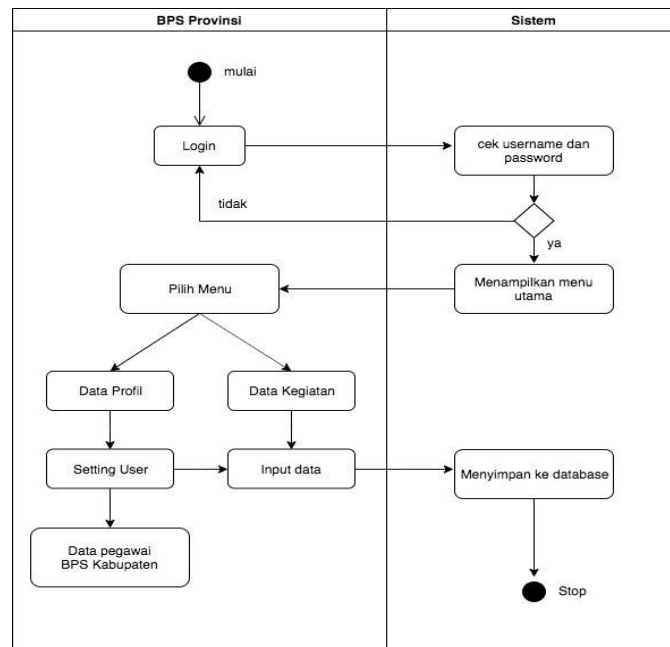 BPS Provinsi
Sistem
mulai
Login
cek username dan
password
tidak
ya
Pilih Menu
Menampilkan menu
utama
Data Profil
Data Kegiatan
Setting User
Input data
Menyimpan ke database
Data pegawai
BPS Kabupaten
Stop